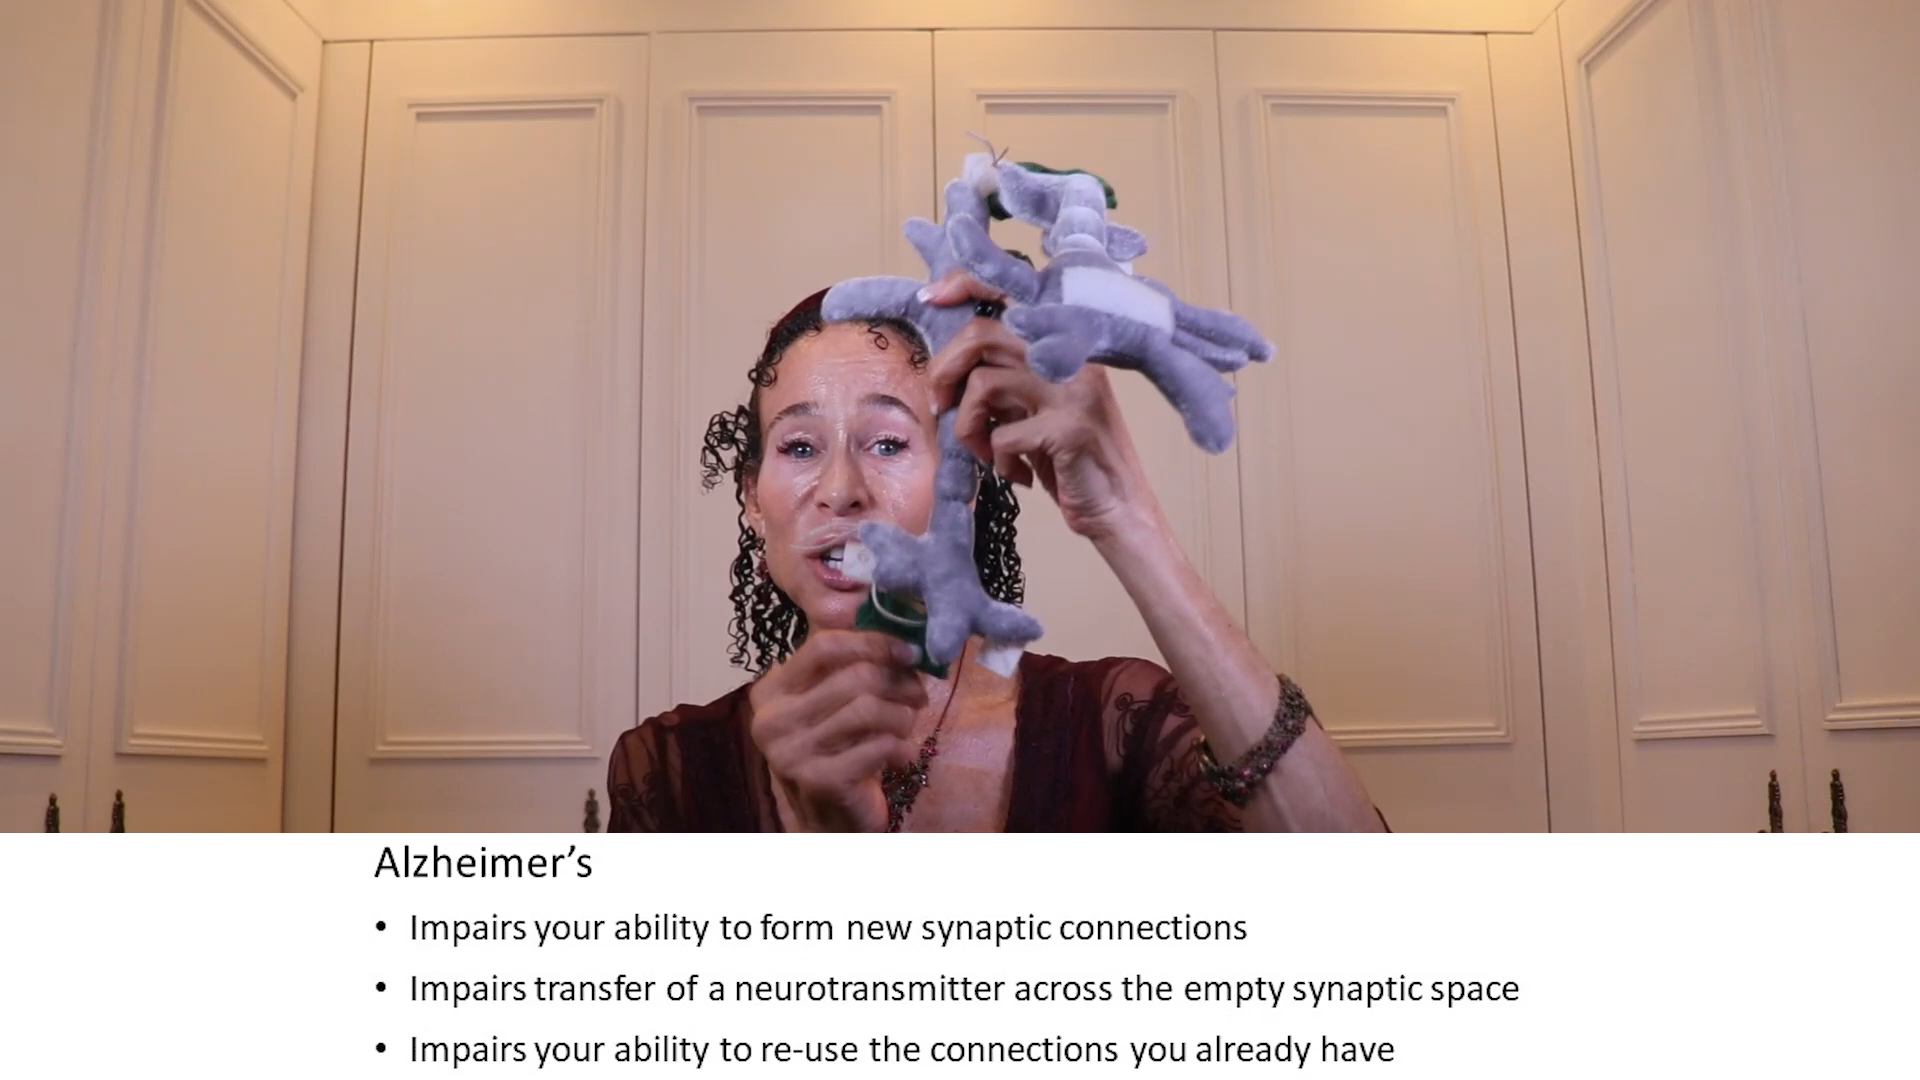 Alzheimer’s
• Impairs your ability to form new synaptic connections
• Impairs transfer of a neurotransmitter across the empty synaptic space
• Impairs your ability to re-use the connections you already have